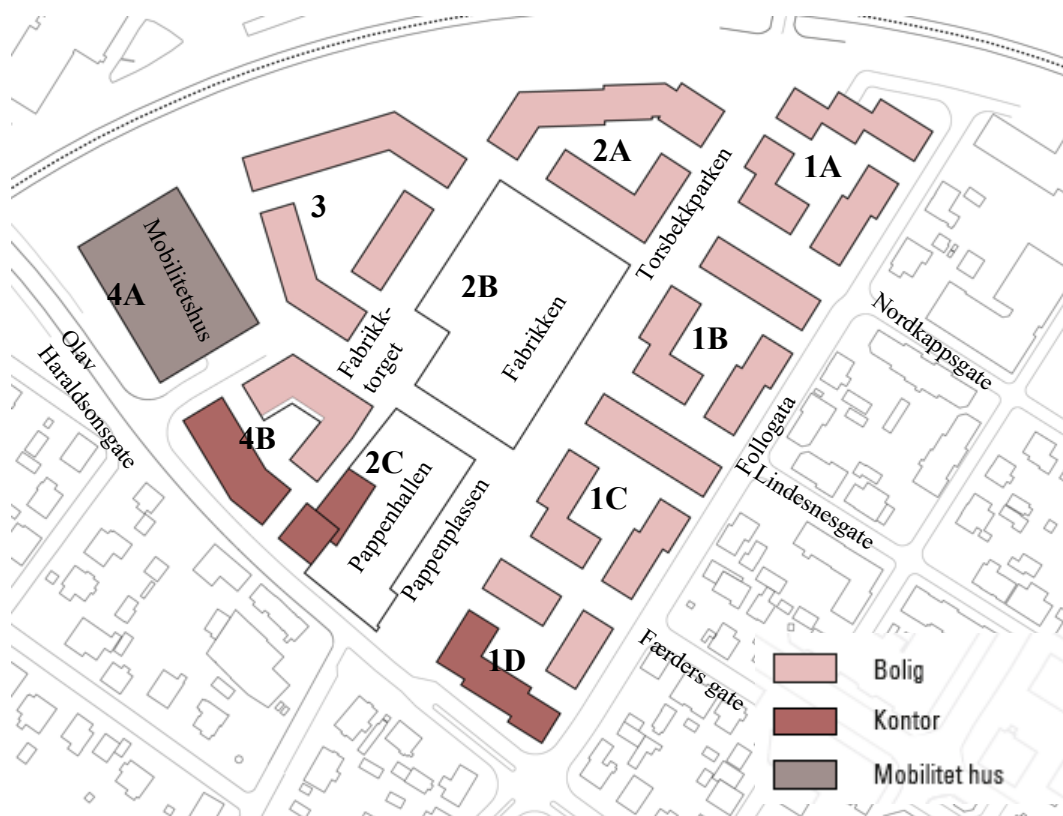 2A
1A
3
Torsbekkparken
Mobilitetshus
4A
2B
Fabrikken
Olav
Haraldsonsgate
Fabrikk-
torget
1B
Nordkappsgate
4B
2C
Follogata
Lindesnesgate
1C
Pappenhallen
Pappenplassen
1D
Færders gate
Bolig
Kontor
Mobilitet hus